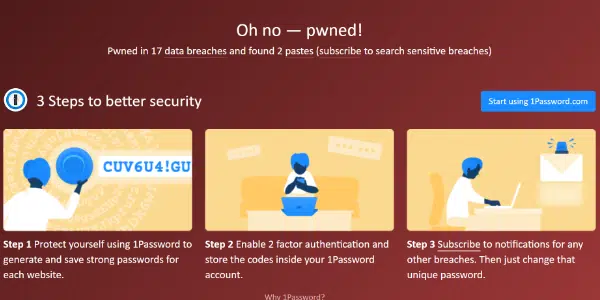 Oh no — pwned!
Pwned in 17 data breaches and found 2 pastes (subscribe to search sensitive breaches)
3 Steps to better security
Start using 1Password.com
CUV6U4!GU
Step 1 Protect yourself using 1Password to
generate and save strong passwords for
each website.
Step 2 Enable 2 factor authentication and
store the codes inside your 1Password
account.
Step 3 Subscribe to notifications for any
other breaches. Then just change that
unique password.
Why 1Password?